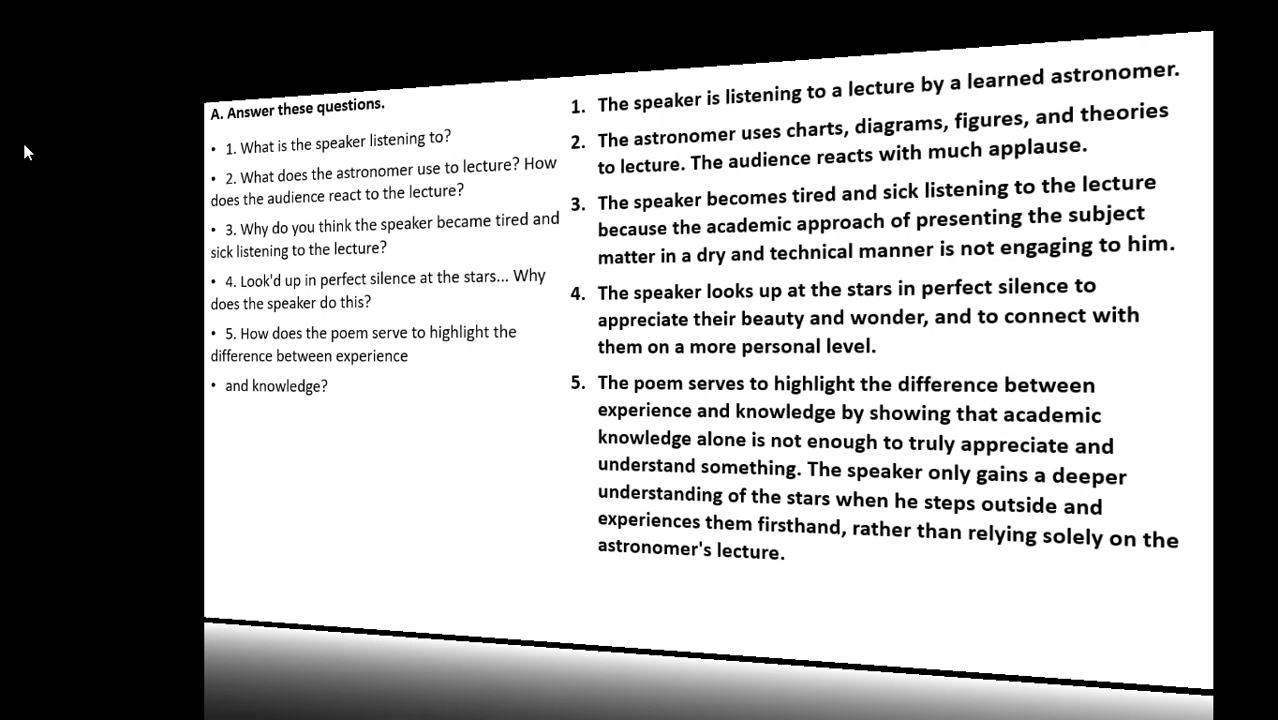 A. Answer these questions.
• 1. What is the speaker listening to?
• 2. What does the astronomer use to lecture? How
does the audience react to the lecture?
• 3. Why do you think the speaker became tired and
sick listening to the lecture?
• 4. Look'd up in perfect silence at the stars... Why
does the speaker do this?
• 5. How does the poem serve to highlight the
difference between experience
• and knowledge?
1. The speaker is listening to a lecture by a learned astronomer.
2. The astronomer uses charts, diagrams, figures, and theories
to lecture. The audience reacts with much applause.
3. The speaker becomes tired and sick listening to the lecture
because the academic approach of presenting the subject
matter in a dry and technical manner is not engaging to him.
4. The speaker looks up at the stars in perfect silence to
appreciate their beauty and wonder, and to connect with
them on a more personal level.
5. The poem serves to highlight the difference between
experience and knowledge by showing that academic
knowledge alone is not enough to truly appreciate and
understand something. The speaker only gains a deeper
understanding of the stars when he steps outside and
experiences them firsthand, rather than relying solely on the
astronomer's lecture.